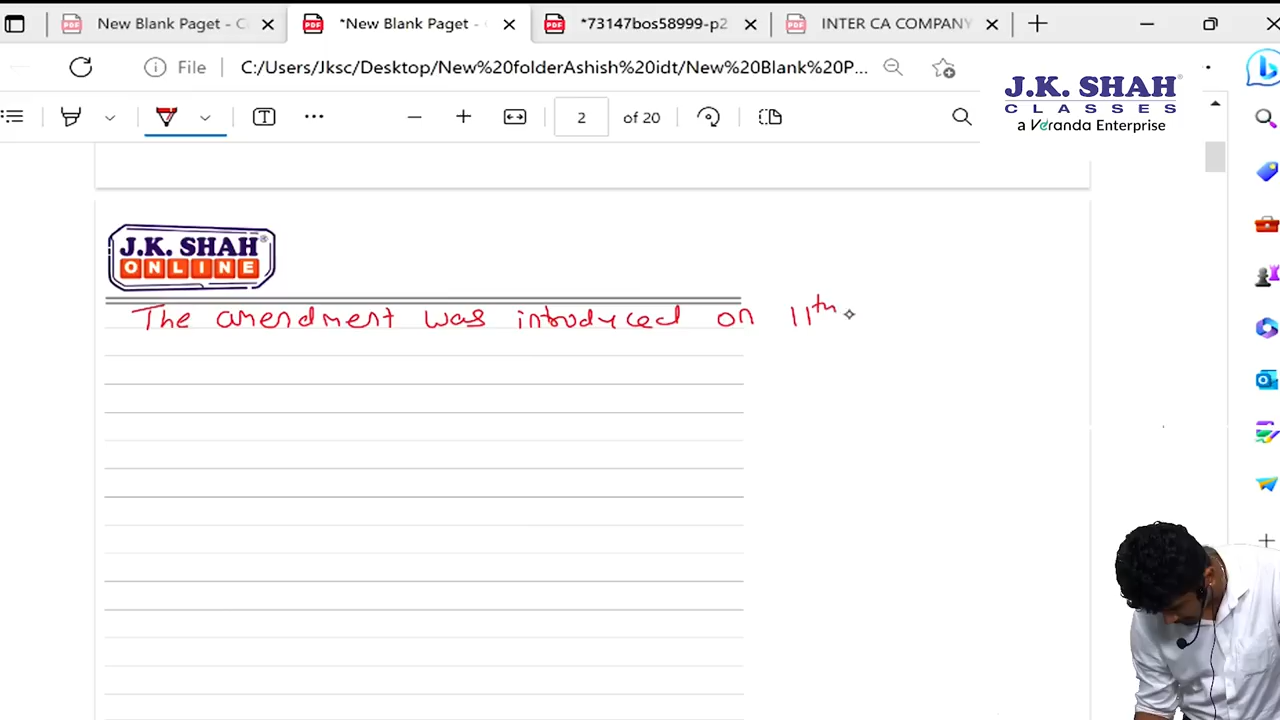 New Blank Paget - C
*New Blank Paget - C
*73147bos58999-p2
INTER CA COMPANY
File
C:/Users/Jksc/Desktop/New%20folderAshish%20idt/New%20Blank%20P...
2 of 20
J.K. SHAH®
CLASSES
a Veranda Enterprise
J.K. SHAH®
ONLINE
The amendment was introduced on 11th